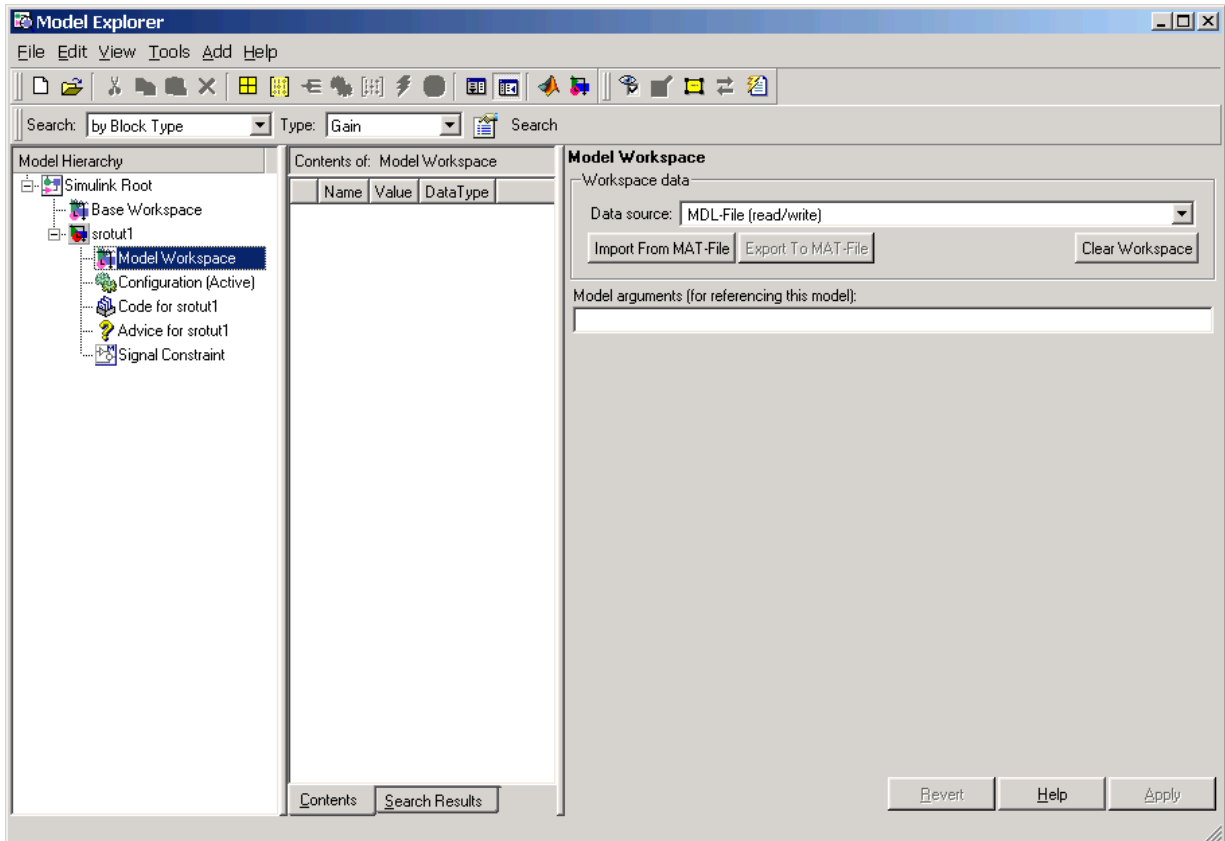 Model Explorer
File Edit View Tools Add Help
Search: by Block Type Type: Gain Search
Model Hierarchy
Simulink Root
Base Workspace
srotut1
Model Workspace
Configuration (Active)
Code for srotut1
Advice for srotut1
Signal Constraint
Contents of: Model Workspace
Name Value DataType
Contents Search Results
Model Workspace
Workspace data
Data source: MDL-File (read/write)
Import From MAT-File Export To MAT-File Clear Workspace
Model arguments (for referencing this model):
Revert Help Apply